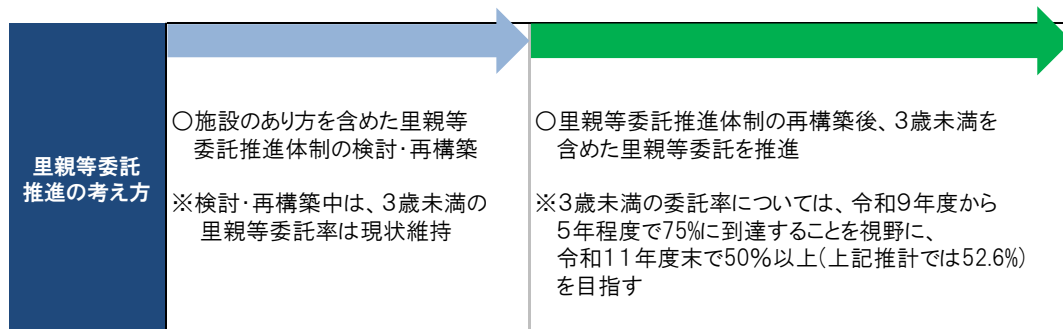 里親等委託
推進の考え方
○施設のあり方を含めた里親等
委託推進体制の検討・再構築
※検討・再構築中は、3歳未満の
里親等委託率は現状維持
○里親等委託推進体制の再構築後、3歳未満を
含めた里親等委託を推進
※3歳未満の委託率については、令和9年度から
5年程度で75%に到達することを視野に、
令和11年度末で50%以上(上記推計では52.6%)
を目指す